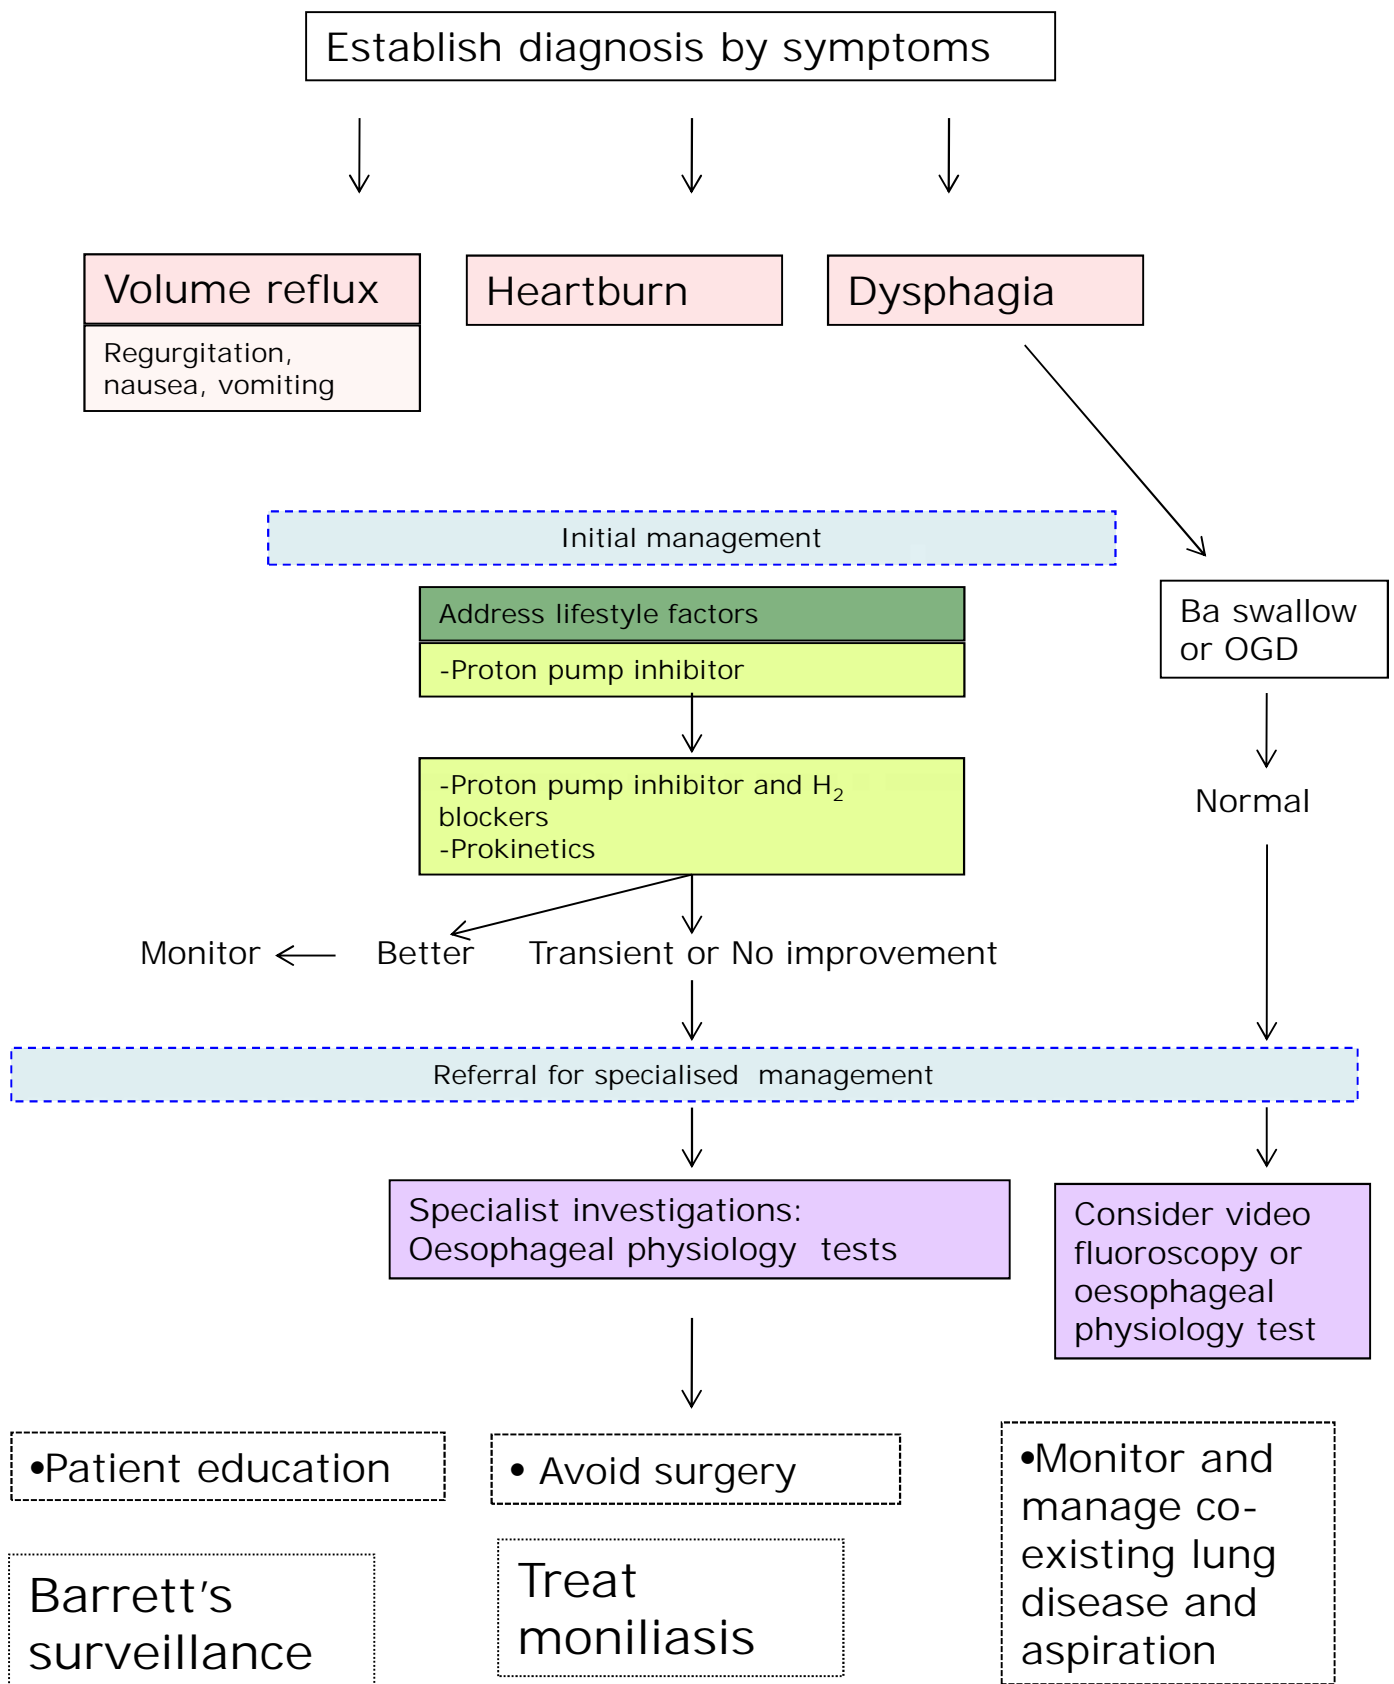 Establish diagnosis by symptoms
Volume reflux
Regurgitation,
nausea, vomiting
Heartburn
Dysphagia
Initial management
Address lifestyle factors
-Proton pump inhibitor
Ba swallow
or OGD
-Proton pump inhibitor and H₂
blockers
-Prokinetics
Normal
Monitor
Better
Transient or No improvement
Referral for specialised management
Specialist investigations:
Oesophageal physiology tests
Consider video
fluoroscopy or
oesophageal
physiology test
•Patient education
• Avoid surgery
•Monitor and
manage co-
existing lung
disease and
aspiration
Barrett’s
surveillance
Treat
moniliasis